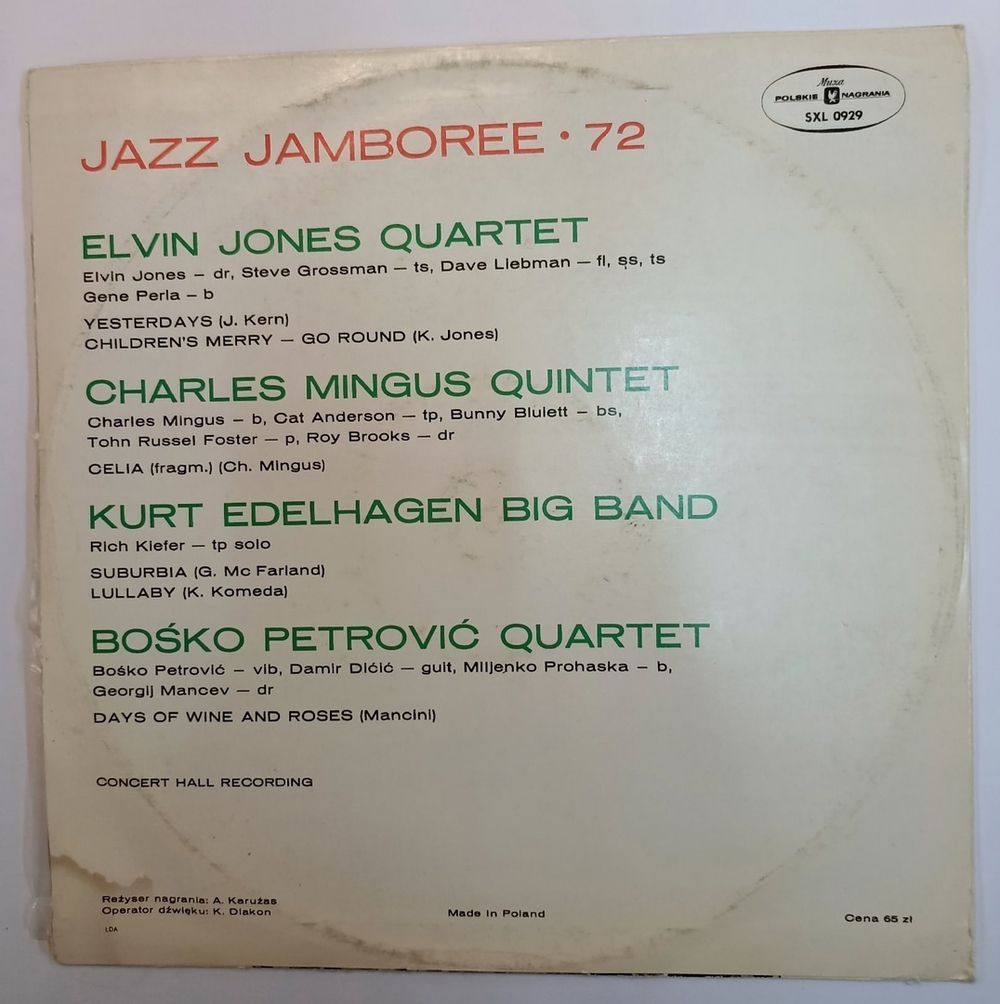 Muza
POLSKIE NAGRANIA
SXL 0929
JAZZ JAMBOREE • 72
ELVIN JONES QUARTET
Elvin Jones – dr, Steve Grossman – ts, Dave Liebman – fl, ss, ts
Gene Perla – b
YESTERDAYS (J. Kern)
CHILDREN'S MERRY – GO ROUND (K. Jones)
CHARLES MINGUS QUINTET
Charles Mingus – b, Cat Anderson – tp, Bunny Blulett – bs,
Tohn Russel Foster – p, Roy Brooks – dr
CELIA (fragm.) (Ch. Mingus)
KURT EDELHAGEN BIG BAND
Rich Kiefer – tp solo
SUBURBIA (G. Mc Farland)
LULLABY (K. Komeda)
BOŚKO PETROVIĆ QUARTET
Bośko Petrović – vib, Damir Dićić – guit, Miljenko Prohaska – b,
Georgij Mancev – dr
DAYS OF WINE AND ROSES (Mancini)
CONCERT HALL RECORDING
Reżyser nagrania: A. Karużas
Operator dźwięku: K. Diakon
LDA
Made in Poland
Cena 65 zł